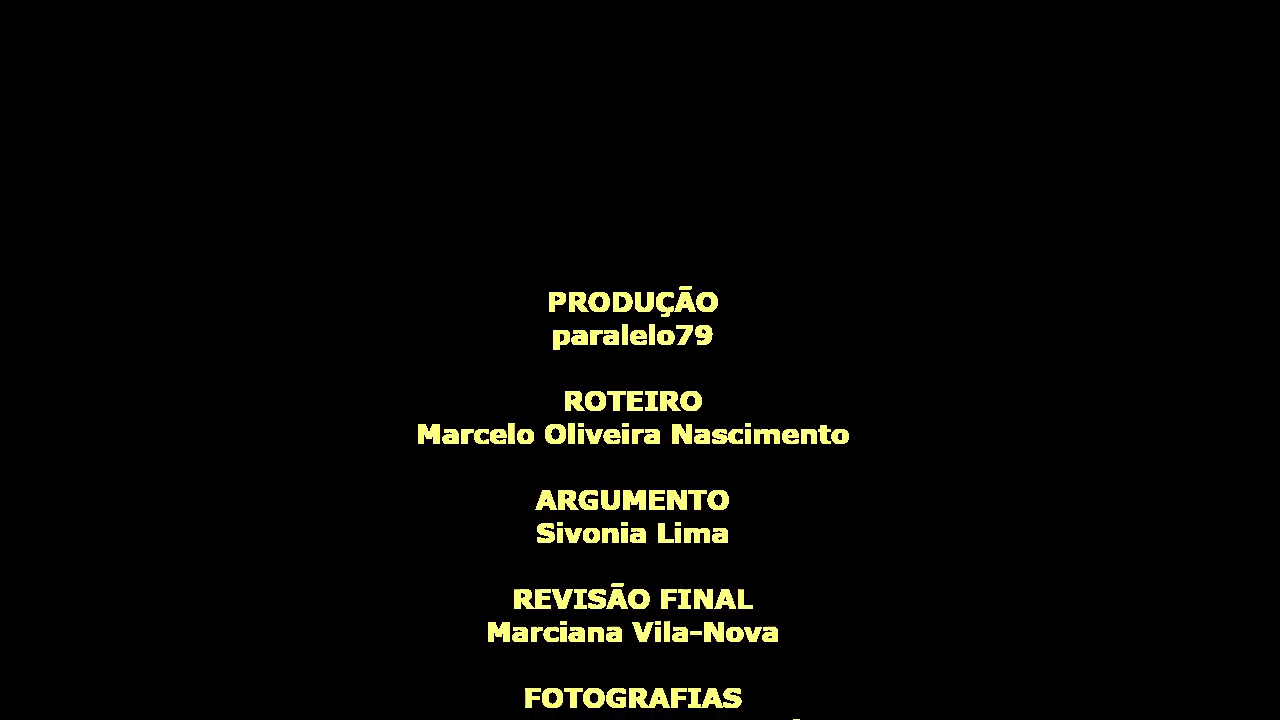 PRODUÇÃO
paralelo79
ROTEIRO
Marcelo Oliveira Nascimento
ARGUMENTO
Sivonia Lima
REVISÃO FINAL
Marciana Vila-Nova
FOTOGRAFIAS